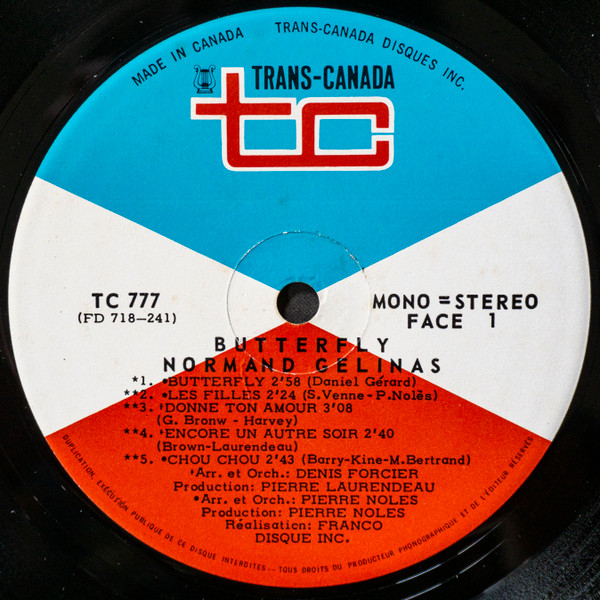 MADE IN CANADA TRANS-CANADA DISQUES INC.
TRANS-CANADA
tc
TC 777
(FD 718—241)
MONO = STEREO
FACE 1
BUTTERFLY
NORMAND GELINAS
*1. •BUTTERFLY 2'58 (Daniel Gérard)
**2. •LES FILLES 2'24 (S.Venne-P.Nolès)
**3. 'DONNE TON AMOUR 3'08
(G. Bronw - Harvey)
**4. 'ENCORE UN AUTRE SOIR 2'40
(Brown-Laurendeau)
**5. •CHOU CHOU 2'43 (Barry-Kine-M.Bertrand)
'Arr. et Orch.: DENIS FORCIER
Production: PIERRE LAURENDEAU
•Arr. et Orch.: PIERRE NOLES
Production: PIERRE NOLES
Réalisation: FRANCO
DISQUE INC.
DUPLICATION, EXÉCUTION PUBLIQUE DE CE DISQUE INTERDITES--TOUS DROITS DU PRODUCTEUR PHONOGRAPHIQUE ET DE L'ÉDITEUR RÉSERVÉS